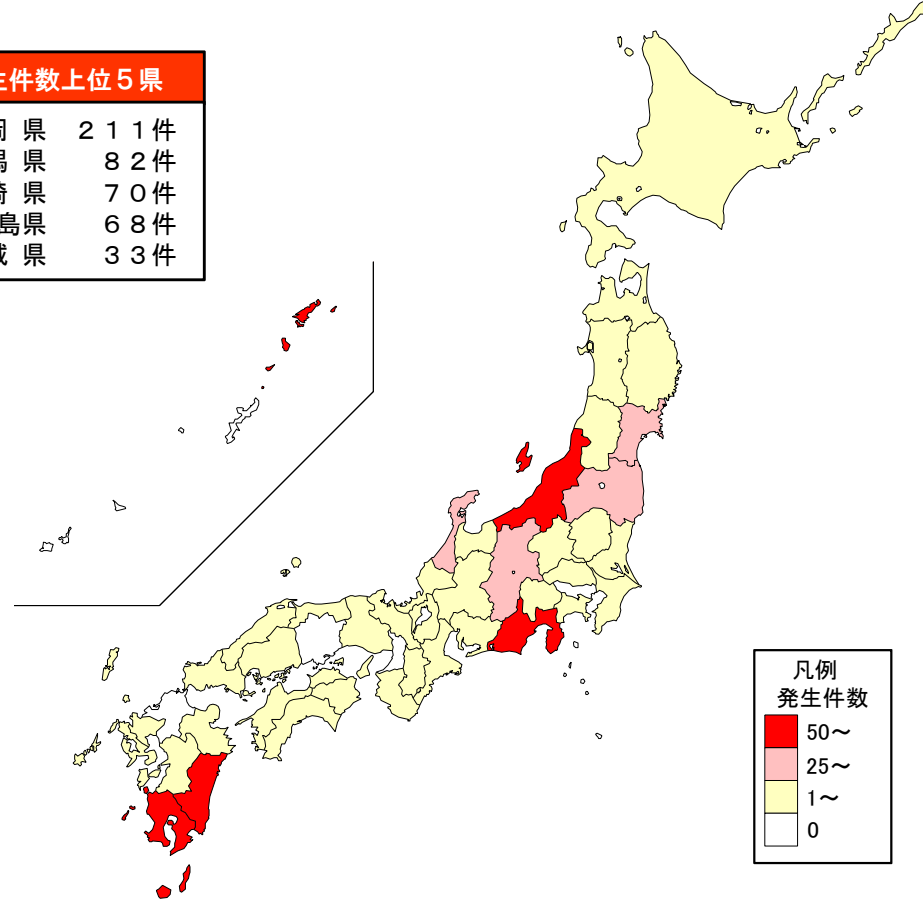 生件数上位５県
岡 県　２１１件
潟 県　８２件
崎 県　７０件
島県　６８件
城 県　３３件
凡例
発生件数
50～
25～
1～
0